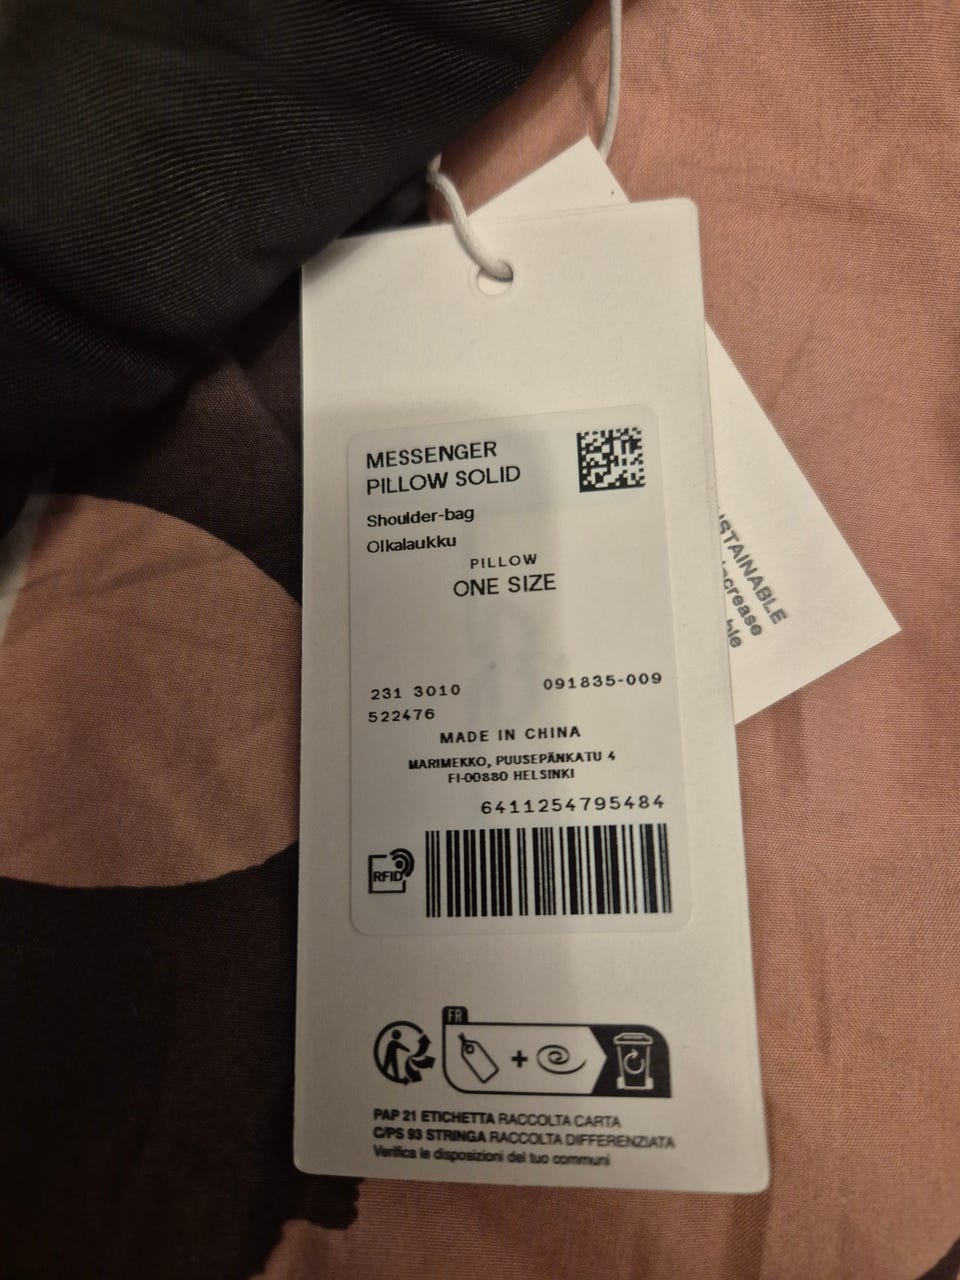 MESSENGER
PILLOW SOLID
Shoulder-bag
Olkalaukku
PILLOW
ONE SIZE
231 3010
091835-009
522476
MADE IN CHINA
MARIMEKKO, PUUSEPÄNKATU 4
FI-00880 HELSINKI
6411254795484
RFID
FR
PAP 21 ETICHETTA RACCOLTA CARTA
C/PS 93 STRINGA RACCOLTA DIFFERENZIATA
Verifica le disposizioni del tuo communi